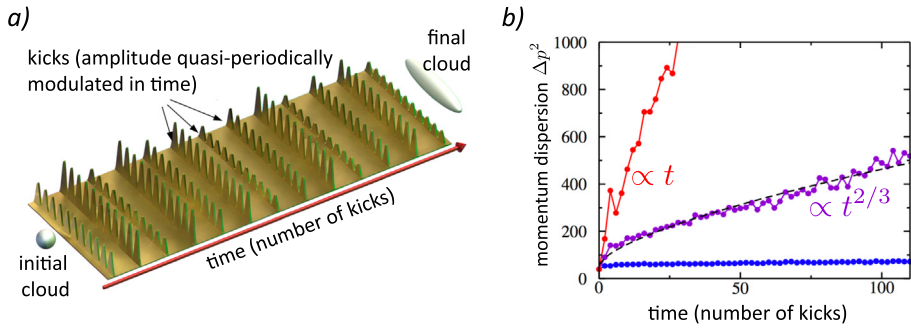 a)
kicks (amplitude quasi-periodically
modulated in time)
final
cloud
initial
cloud
time (number of kicks)
b)
momentum dispersion Δp²
1000
800
600
400
200
0
∝ t
∝ t^{2/3}
0
50
100
time (number of kicks)